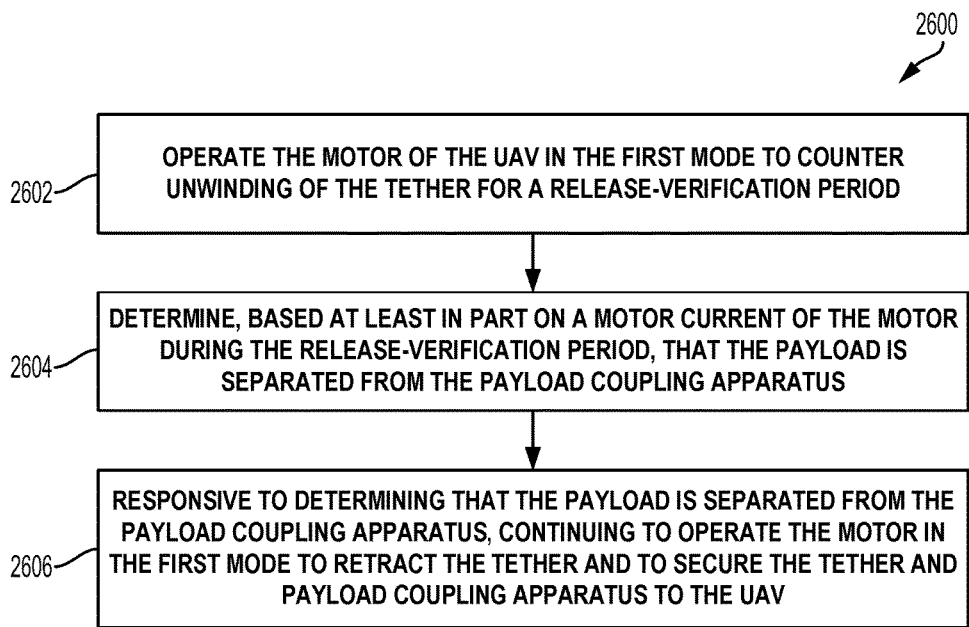 2600
OPERATE THE MOTOR OF THE UAV IN THE FIRST MODE TO COUNTER
UNWINDING OF THE TETHER FOR A RELEASE-VERIFICATION PERIOD
2602
DETERMINE, BASED AT LEAST IN PART ON A MOTOR CURRENT OF THE MOTOR
DURING THE RELEASE-VERIFICATION PERIOD, THAT THE PAYLOAD IS
SEPARATED FROM THE PAYLOAD COUPLING APPARATUS
2604
RESPONSIVE TO DETERMINING THAT THE PAYLOAD IS SEPARATED FROM THE
PAYLOAD COUPLING APPARATUS, CONTINUING TO OPERATE THE MOTOR IN
THE FIRST MODE TO RETRACT THE TETHER AND TO SECURE THE TETHER AND
PAYLOAD COUPLING APPARATUS TO THE UAV
2606